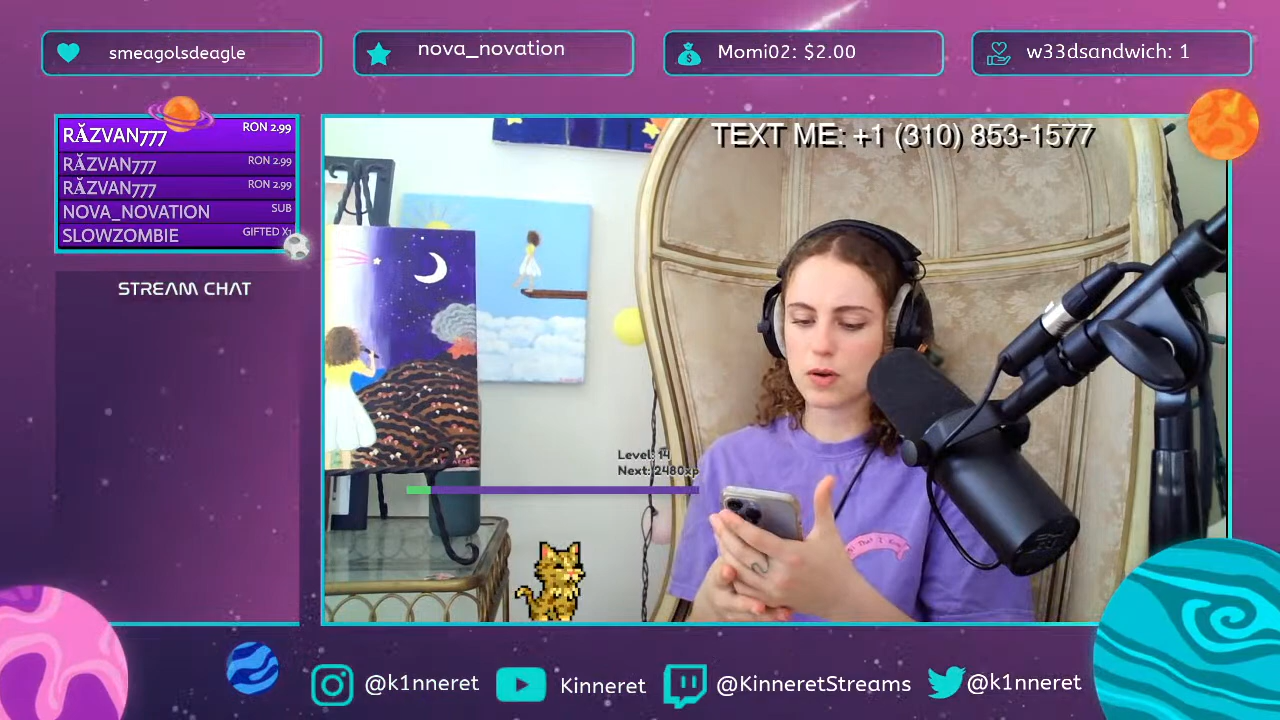 smeagolsdeagle
nova_novation
Momi02: $2.00
w33dsandwich: 1
RĂZVAN777 RON 2.99
RĂZVAN777 RON 2.99
RĂZVAN777 RON 2.99
NOVA_NOVATION SUB
SLOWZOMBIE GIFTED X1
STREAM CHAT
TEXT ME: +1 (310) 853-1577
Level: 14
Next: 2480xp
@k1nneret
Kinneret
@KinneretStreams
@k1nneret